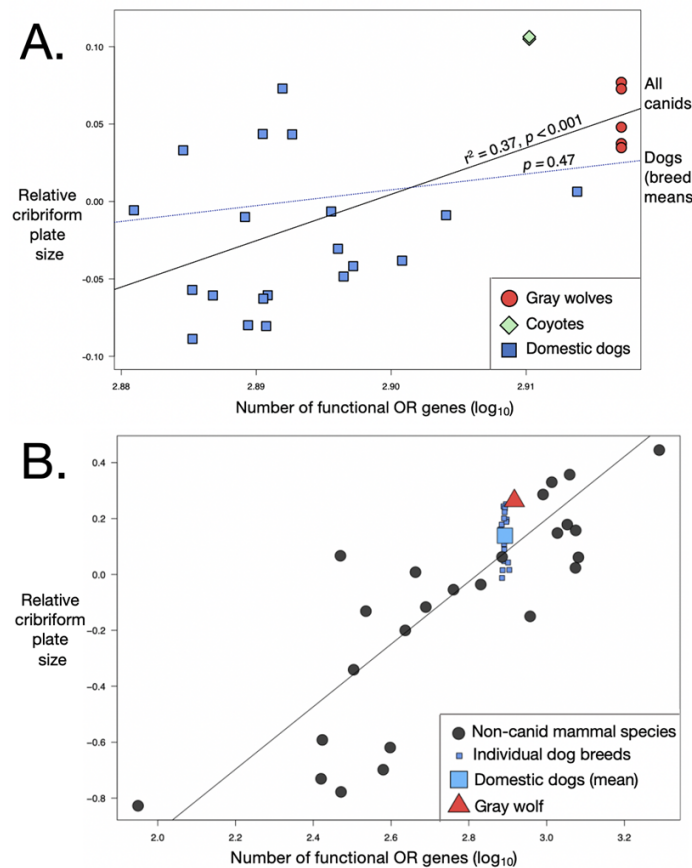 A.
0.10
0.05
0.00
-0.05
-0.10
Relative
cribriform
plate
size
r² = 0.37, p < 0.001
p = 0.47
All
canids
Dogs
(breed
means
Gray wolves
Coyotes
Domestic dogs
2.88
2.89
2.90
2.91
Number of functional OR genes (log₁₀)
B.
0.4
0.2
0.0
-0.2
-0.4
-0.6
-0.8
Relative
cribriform
plate
size
Non-canid mammal species
Individual dog breeds
Domestic dogs (mean)
Gray wolf
2.0
2.2
2.4
2.6
2.8
3.0
3.2
Number of functional OR genes (log₁₀)